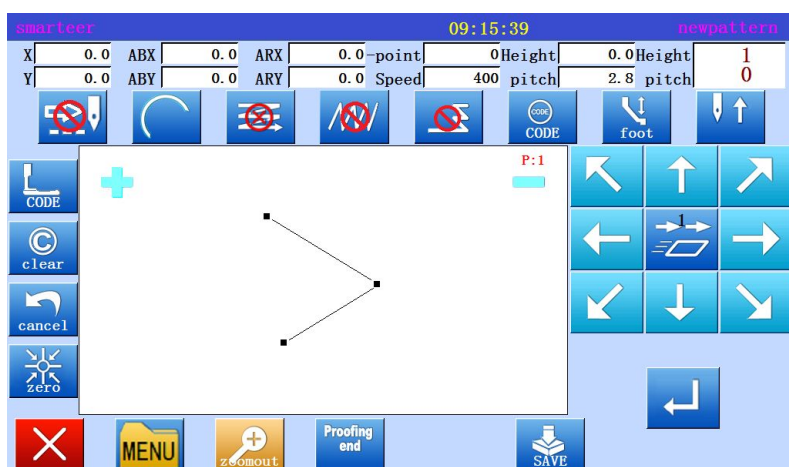 smarteer 09:15:39 newpattern
X 0.0 ABX 0.0 ARX 0.0 -point 0 Height 0.0 Height 1
Y 0.0 ABY 0.0 ARY 0.0 Speed 400 pitch 2.8 pitch 0
CODE
CODE
foot
P:1
CODE
1
clear
cancel
zero
MENU
zoomout
Proofing
end
SAVE